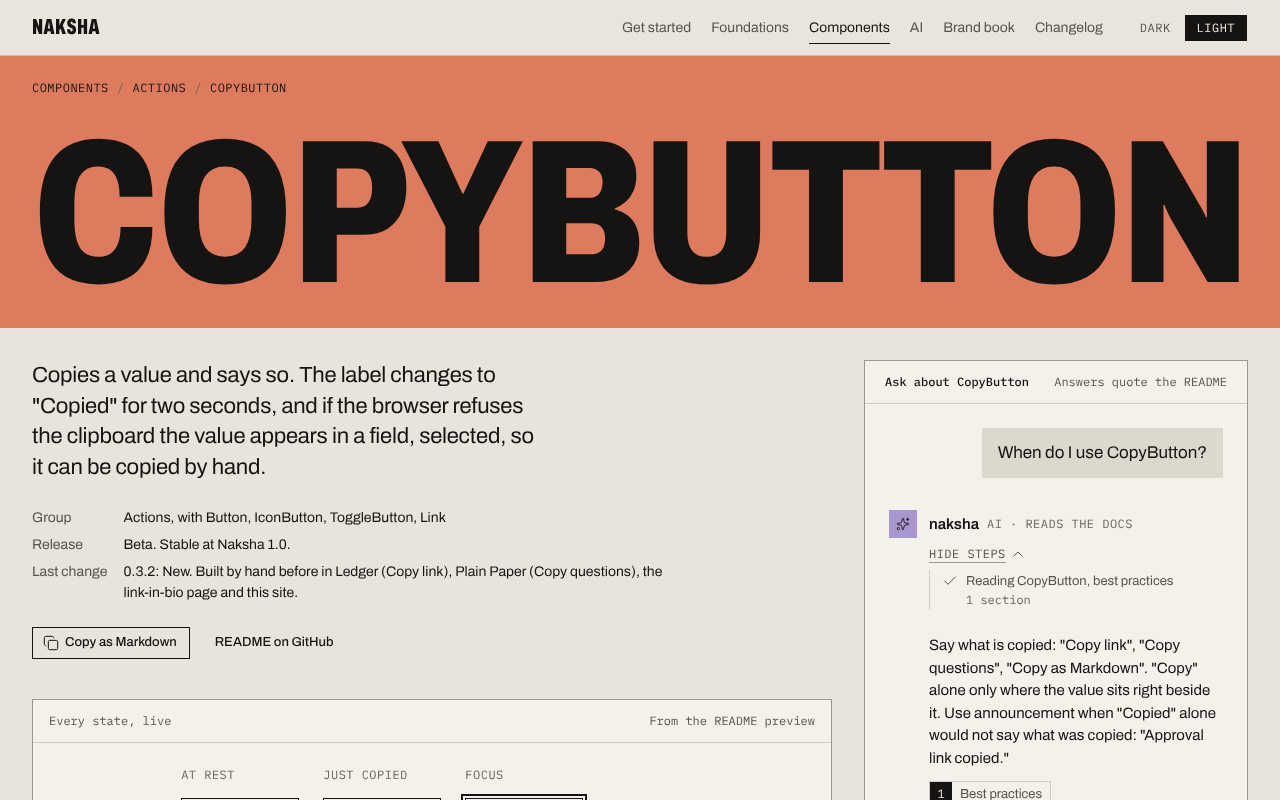 NAKSHA
Get started
Foundations
Components
AI
Brand book
Changelog
DARK
LIGHT
COMPONENTS / ACTIONS / COPYBUTTON
COPYBUTTON
Copies a value and says so. The label changes to
"Copied" for two seconds, and if the browser refuses
the clipboard the value appears in a field, selected, so
it can be copied by hand.
Group Actions, with Button, IconButton, ToggleButton, Link
Release Beta. Stable at Naksha 1.0.
Last change 0.3.2: New. Built by hand before in Ledger (Copy link), Plain Paper (Copy questions), the
link-in-bio page and this site.
Copy as Markdown
README on GitHub
Every state, live
From the README preview
AT REST
JUST COPIED
FOCUS
Ask about CopyButton
Answers quote the README
When do I use CopyButton?
naksha AI · READS THE DOCS
HIDE STEPS
Reading CopyButton, best practices
1 section
Say what is copied: "Copy link", "Copy
questions", "Copy as Markdown". "Copy"
alone only where the value sits right beside
it. Use announcement when "Copied" alone
would not say what was copied: "Approval
link copied."
1 Best practices